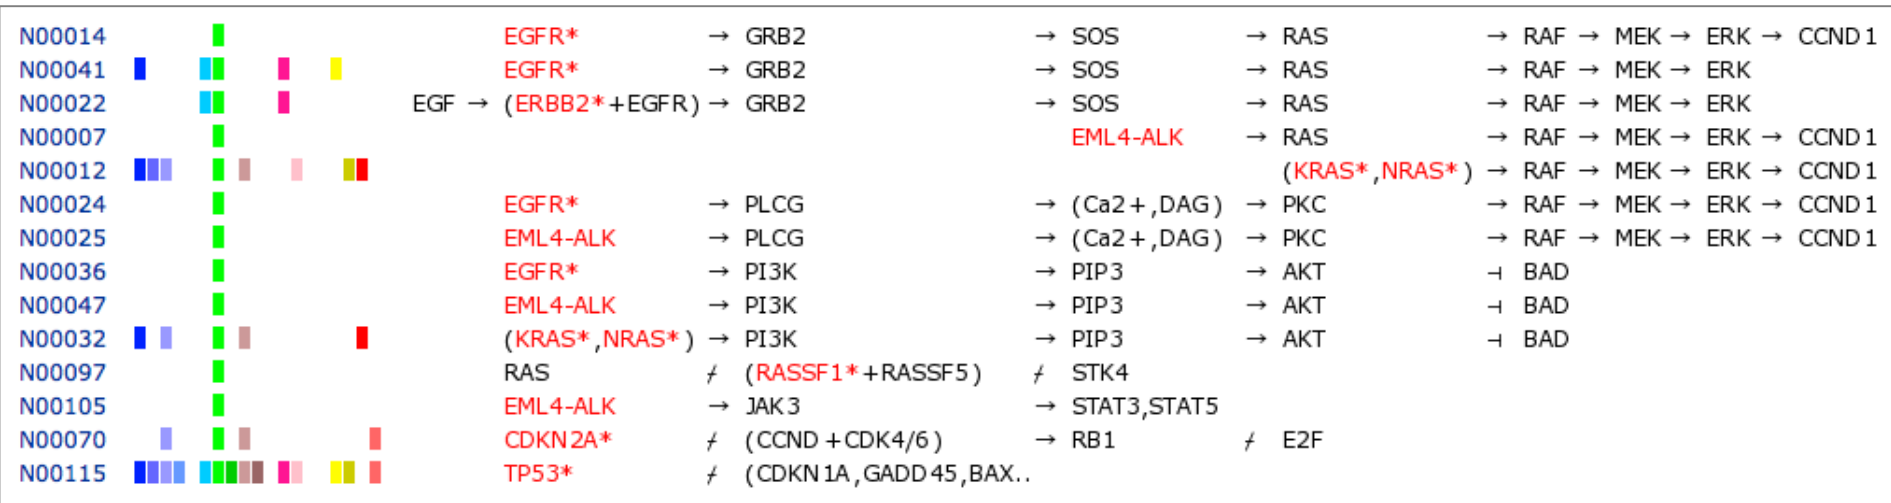 N00014 EGFR* → GRB2 → SOS → RAS → RAF → MEK → ERK → CCND1
N00041 EGFR* → GRB2 → SOS → RAS → RAF → MEK → ERK
N00022 EGF → (ERBB2*+EGFR) → GRB2 → SOS → RAS → RAF → MEK → ERK
N00007 EML4-ALK → RAS → RAF → MEK → ERK → CCND1
N00012 (KRAS*,NRAS*) → RAF → MEK → ERK → CCND1
N00024 EGFR* → PLCG → (Ca2+,DAG) → PKC → RAF → MEK → ERK → CCND1
N00025 EML4-ALK → PLCG → (Ca2+,DAG) → PKC → RAF → MEK → ERK → CCND1
N00036 EGFR* → PI3K → PIP3 → AKT ⊣ BAD
N00047 EML4-ALK → PI3K → PIP3 → AKT ⊣ BAD
N00032 (KRAS*,NRAS*) → PI3K → PIP3 → AKT ⊣ BAD
N00097 RAS ⌿ (RASSF1*+RASSF5) ⌿ STK4
N00105 EML4-ALK → JAK3 → STAT3,STAT5
N00070 CDKN2A* ⌿ (CCND+CDK4/6) → RB1 ⌿ E2F
N00115 TP53* ⌿ (CDKN1A,GADD45,BAX..